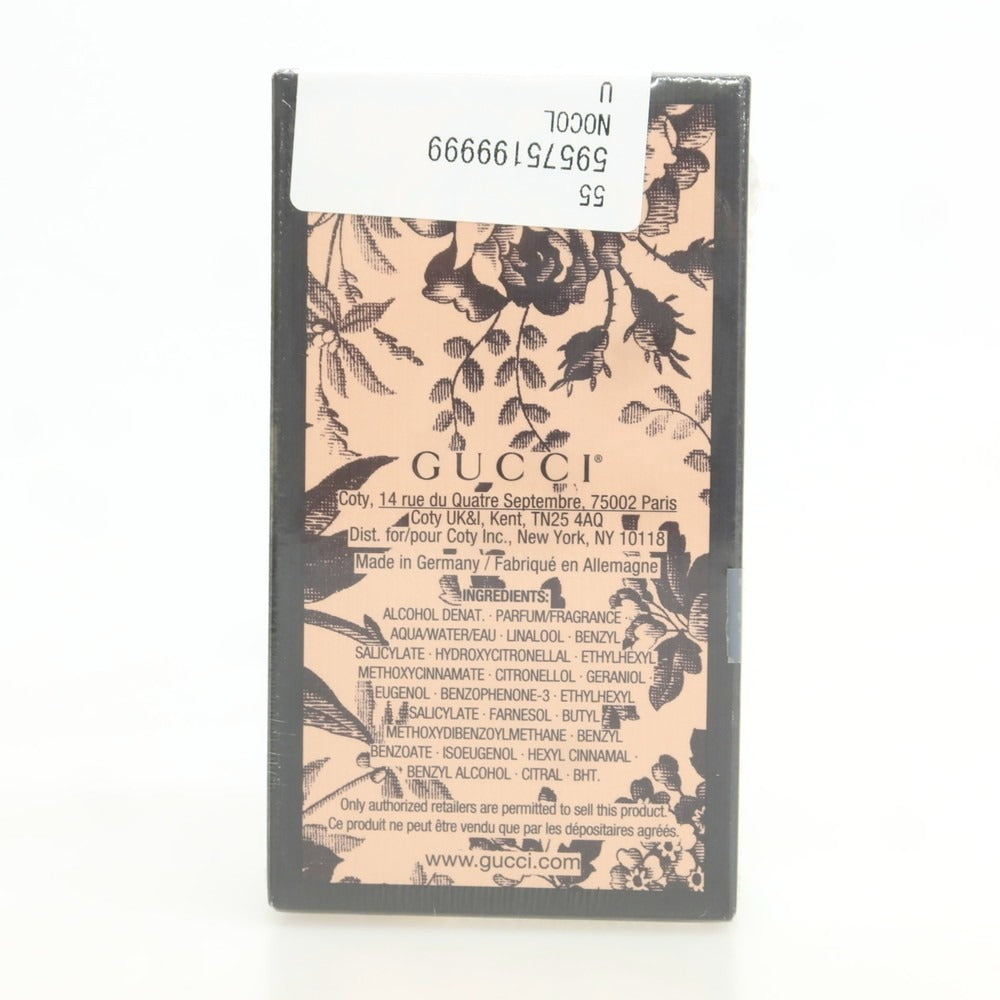 55
59575199999
NOCOL
U
GUCCI®
Coty, 14 rue du Quatre Septembre, 75002 Paris
Coty UK&I, Kent, TN25 4AQ
Dist. for/pour Coty Inc., New York, NY 10118
Made in Germany / Fabriqué en Allemagne
INGREDIENTS:
ALCOHOL DENAT. · PARFUM/FRAGRANCE ·
AQUA/WATER/EAU · LINALOOL · BENZYL
SALICYLATE · HYDROXYCITRONELLAL · ETHYLHEXYL
METHOXYCINNAMATE · CITRONELLOL · GERANIOL ·
EUGENOL · BENZOPHENONE-3 · ETHYLHEXYL
SALICYLATE · FARNESOL · BUTYL
METHOXYDIBENZOYLMETHANE · BENZYL
BENZOATE · ISOEUGENOL · HEXYL CINNAMAL ·
BENZYL ALCOHOL · CITRAL · BHT.
Only authorized retailers are permitted to sell this product.
Ce produit ne peut être vendu que par les dépositaires agréés.
www.gucci.com